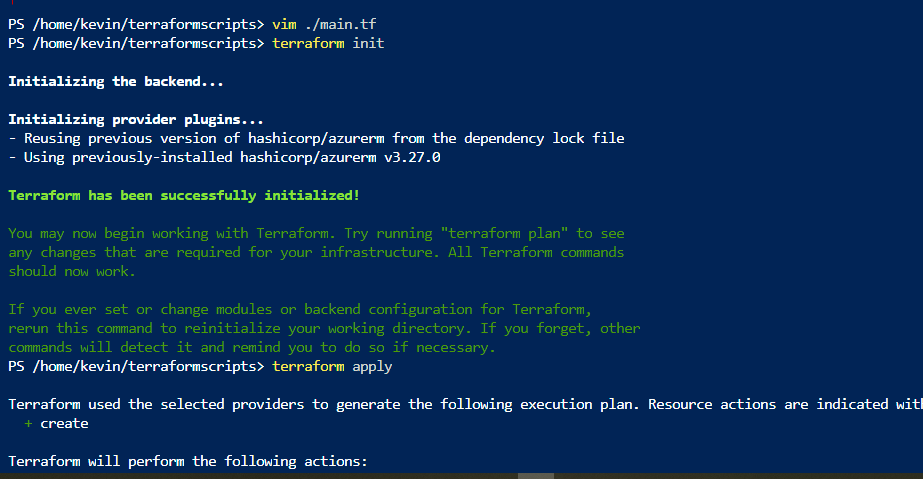 PS /home/kevin/terraformscripts> vim ./main.tf
PS /home/kevin/terraformscripts> terraform init
Initializing the backend...
Initializing provider plugins...
- Reusing previous version of hashicorp/azurerm from the dependency lock file
- Using previously-installed hashicorp/azurerm v3.27.0
Terraform has been successfully initialized!
You may now begin working with Terraform. Try running "terraform plan" to see
any changes that are required for your infrastructure. All Terraform commands
should now work.
If you ever set or change modules or backend configuration for Terraform,
rerun this command to reinitialize your working directory. If you forget, other
commands will detect it and remind you to do so if necessary.
PS /home/kevin/terraformscripts> terraform apply
Terraform used the selected providers to generate the following execution plan. Resource actions are indicated with
+ create
Terraform will perform the following actions: